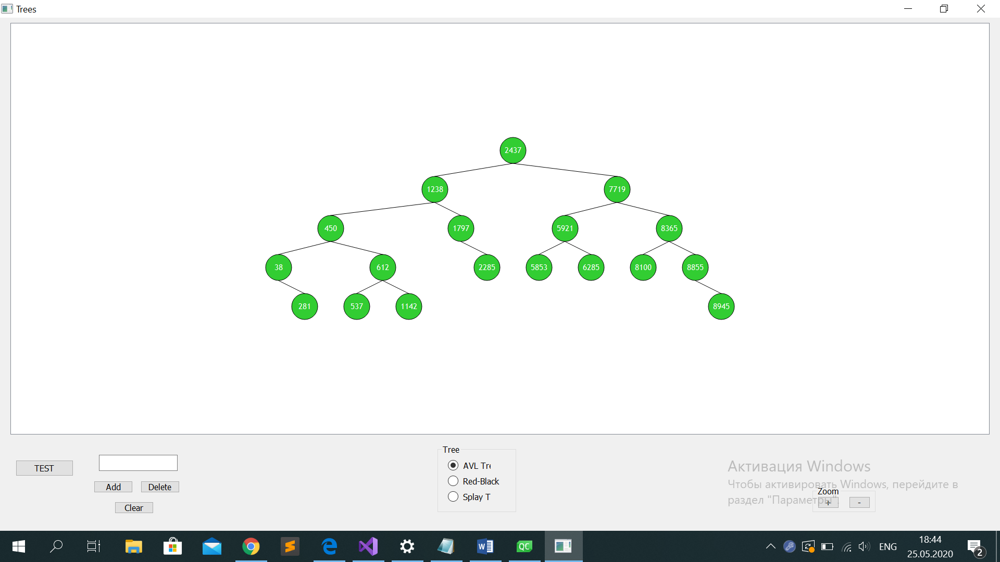 Trees
2437
1238 7719
450 1797 5921 8365
38 612 2285 5853 6285 8100 8855
281 537 1142 8945
TEST
Add Delete
Clear
Tree
AVL Tre
Red-Black
Splay T
Активация Windows
Чтобы активировать Windows, перейдите в
раздел "Параметры".
Zoom
+ -
QC
ENG
18:44
25.05.2020
2